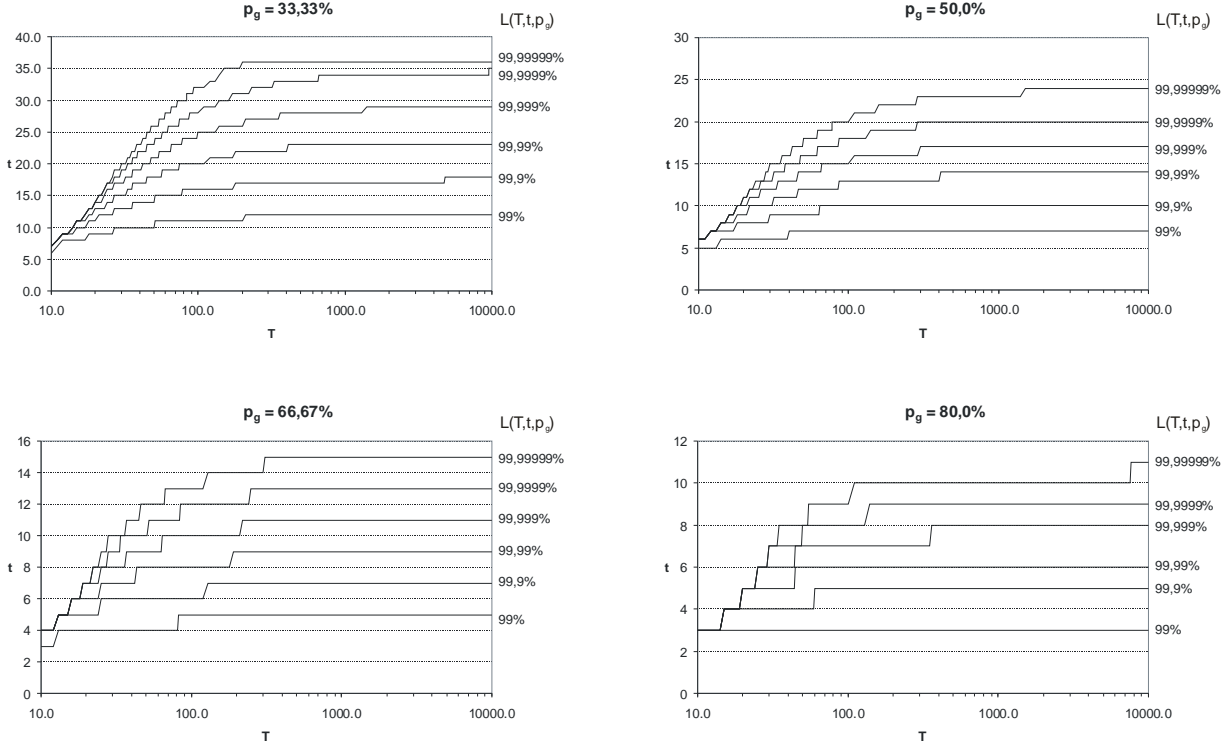 p_g = 33,33%
L(T,t,p_g)
40.0
35.0
30.0
25.0
20.0
15.0
10.0
5.0
0.0
t
99,99999%
99,9999%
99,999%
99,99%
99,9%
99%
10.0 100.0 1000.0 10000.0
T
p_g = 50,0%
L(T,t,p_g)
30
25
20
15
10
5
0
t
99,99999%
99,9999%
99,999%
99,99%
99,9%
99%
10.0 100.0 1000.0 10000.0
T
p_g = 66,67%
L(T,t,p_g)
16
14
12
10
8
6
4
2
0
t
99,99999%
99,9999%
99,999%
99,99%
99,9%
99%
10.0 100.0 1000.0 10000.0
T
p_g = 80,0%
L(T,t,p_g)
12
10
8
6
4
2
0
t
99,99999%
99,9999%
99,999%
99,99%
99,9%
99%
10.0 100.0 1000.0 10000.0
T